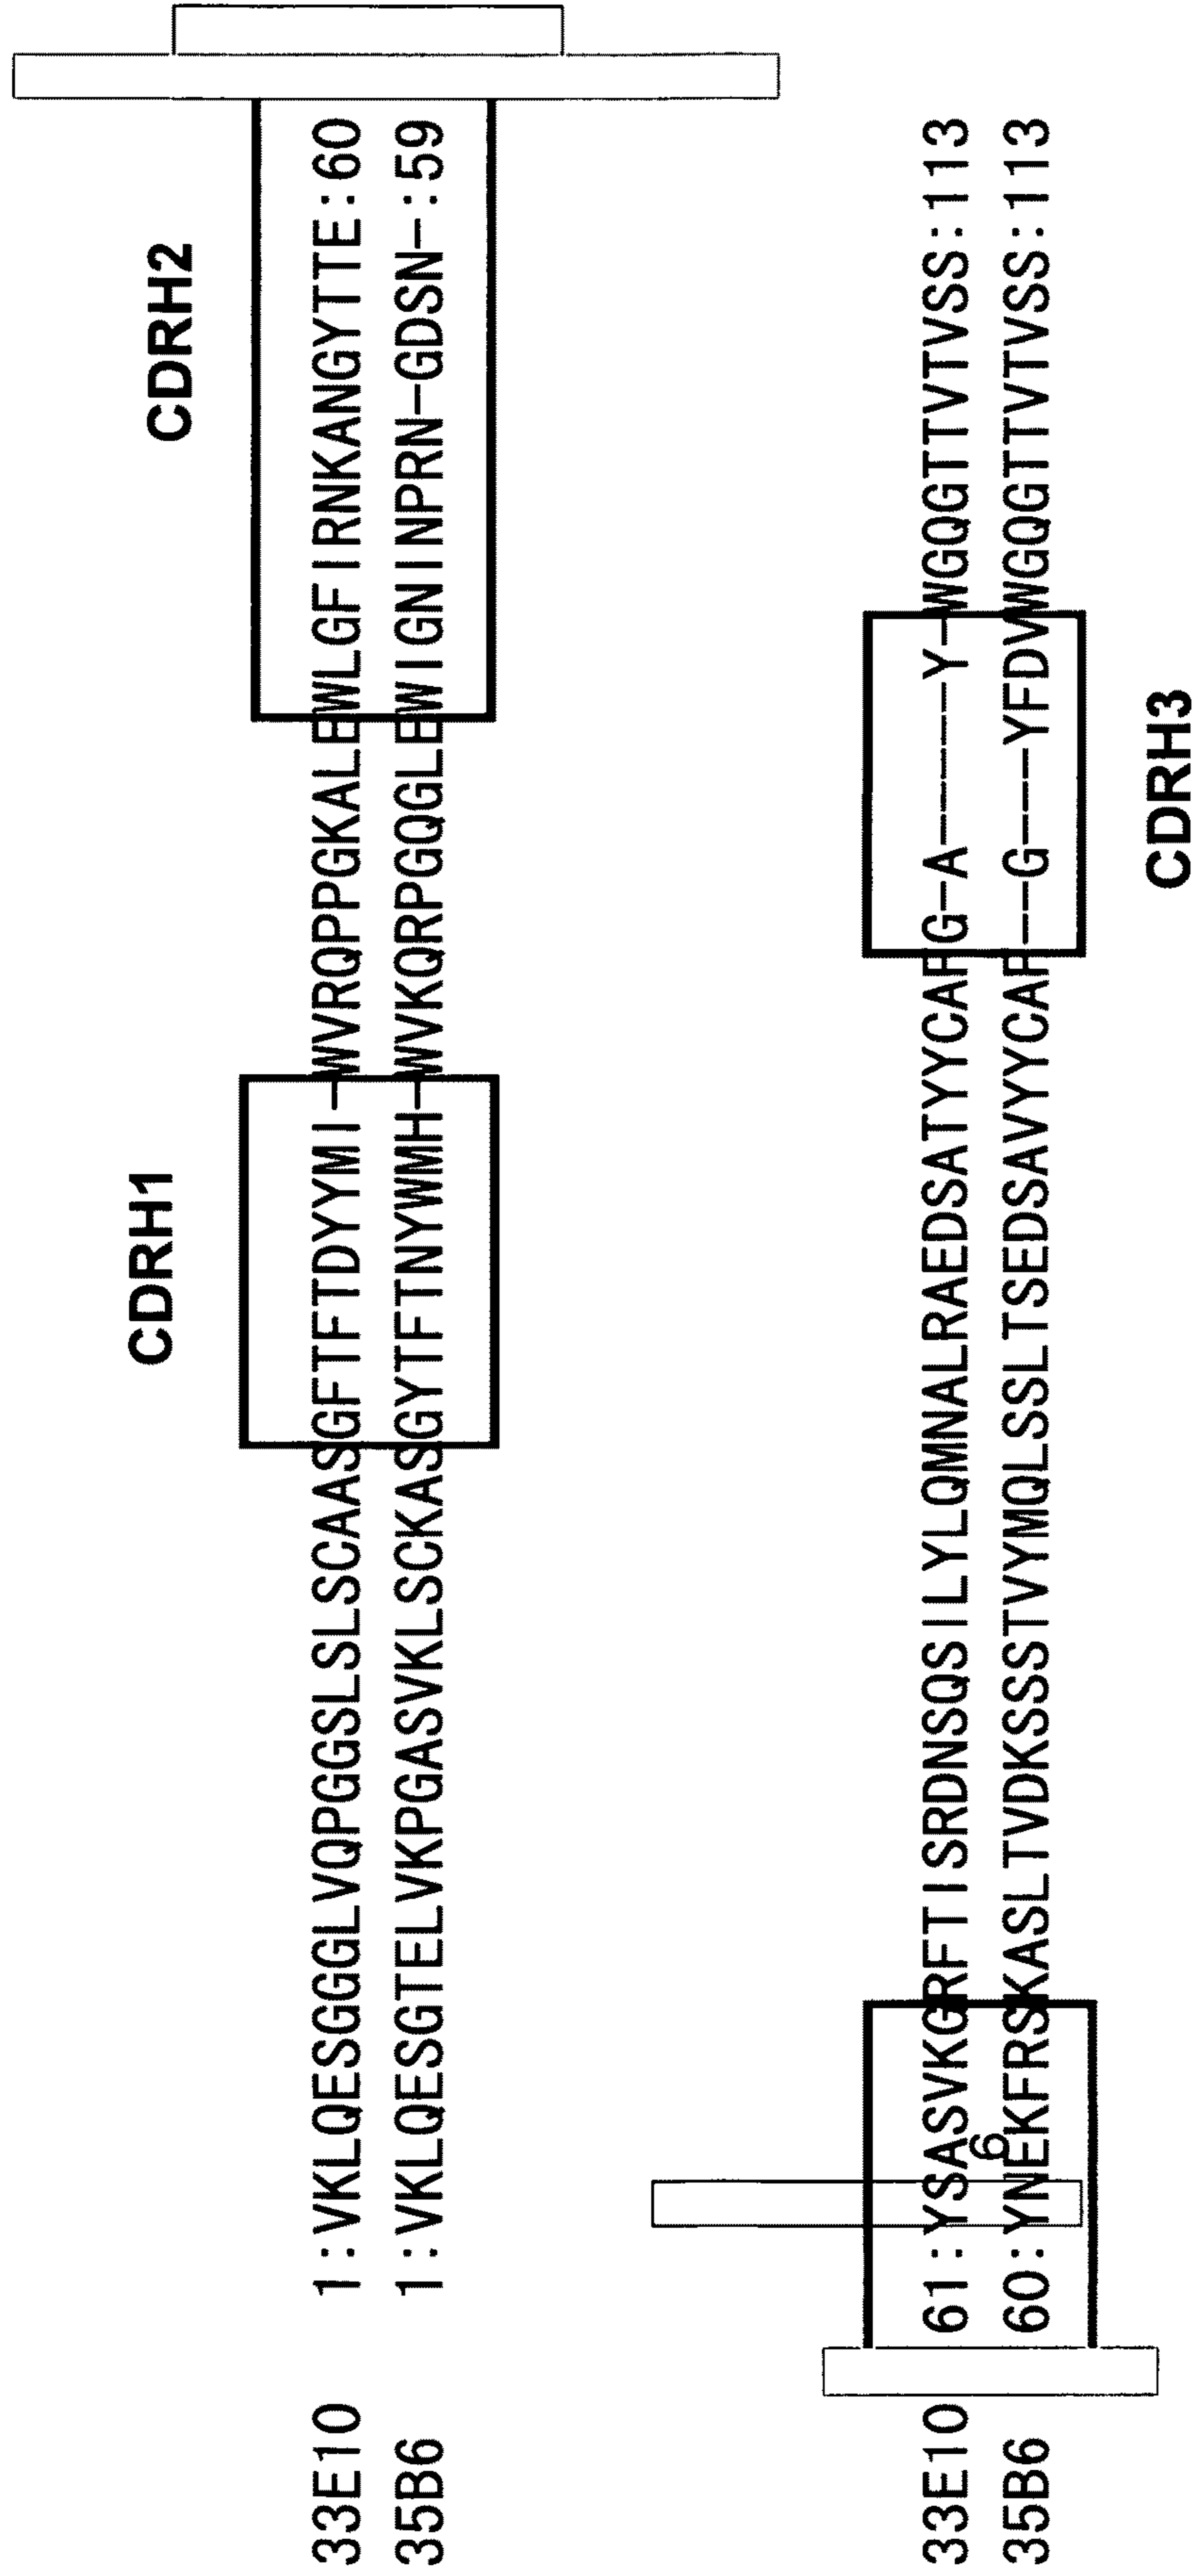 CDRH1 CDRH2
33E10 1:VKLQESGGGLVQPGGSLSLSCAASGFTFTDYYMI-WVRQPPGKALEWLGFIRNKANGYTTE:60
35B6 1:VKLQESGTELVKPGASVKLSCKASGYTFTNYWMH-WVKQRPGQGLEWIGNINPRN-GDSN-:59
33E10 61:YSASVKGRFTISRDNSQSILYLQMNALRAEDSATYYCARG-A-----Y-WGQGTTVTVSS:113
6
35B6 60:YNEKFRSKASLTVDKSSSTVYMQLSSLTSEDSAVYYCAR--G---YFDVWGQGTTVTVSS:113
CDRH3